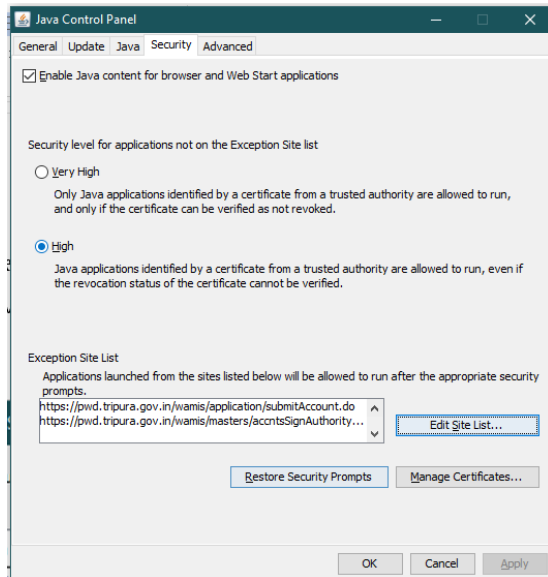 Java Control Panel
General Update Java Security Advanced
Enable Java content for browser and Web Start applications
Security level for applications not on the Exception Site list
Very High
Only Java applications identified by a certificate from a trusted authority are allowed to run,
and only if the certificate can be verified as not revoked.
High
Java applications identified by a certificate from a trusted authority are allowed to run, even if
the revocation status of the certificate cannot be verified.
Exception Site List
Applications launched from the sites listed below will be allowed to run after the appropriate security
prompts.
https://pwd.tripura.gov.in/wamis/application/submitAccount.do
https://pwd.tripura.gov.in/wamis/masters/accntsSignAuthority...
Edit Site List...
Restore Security Prompts Manage Certificates...
OK Cancel Apply